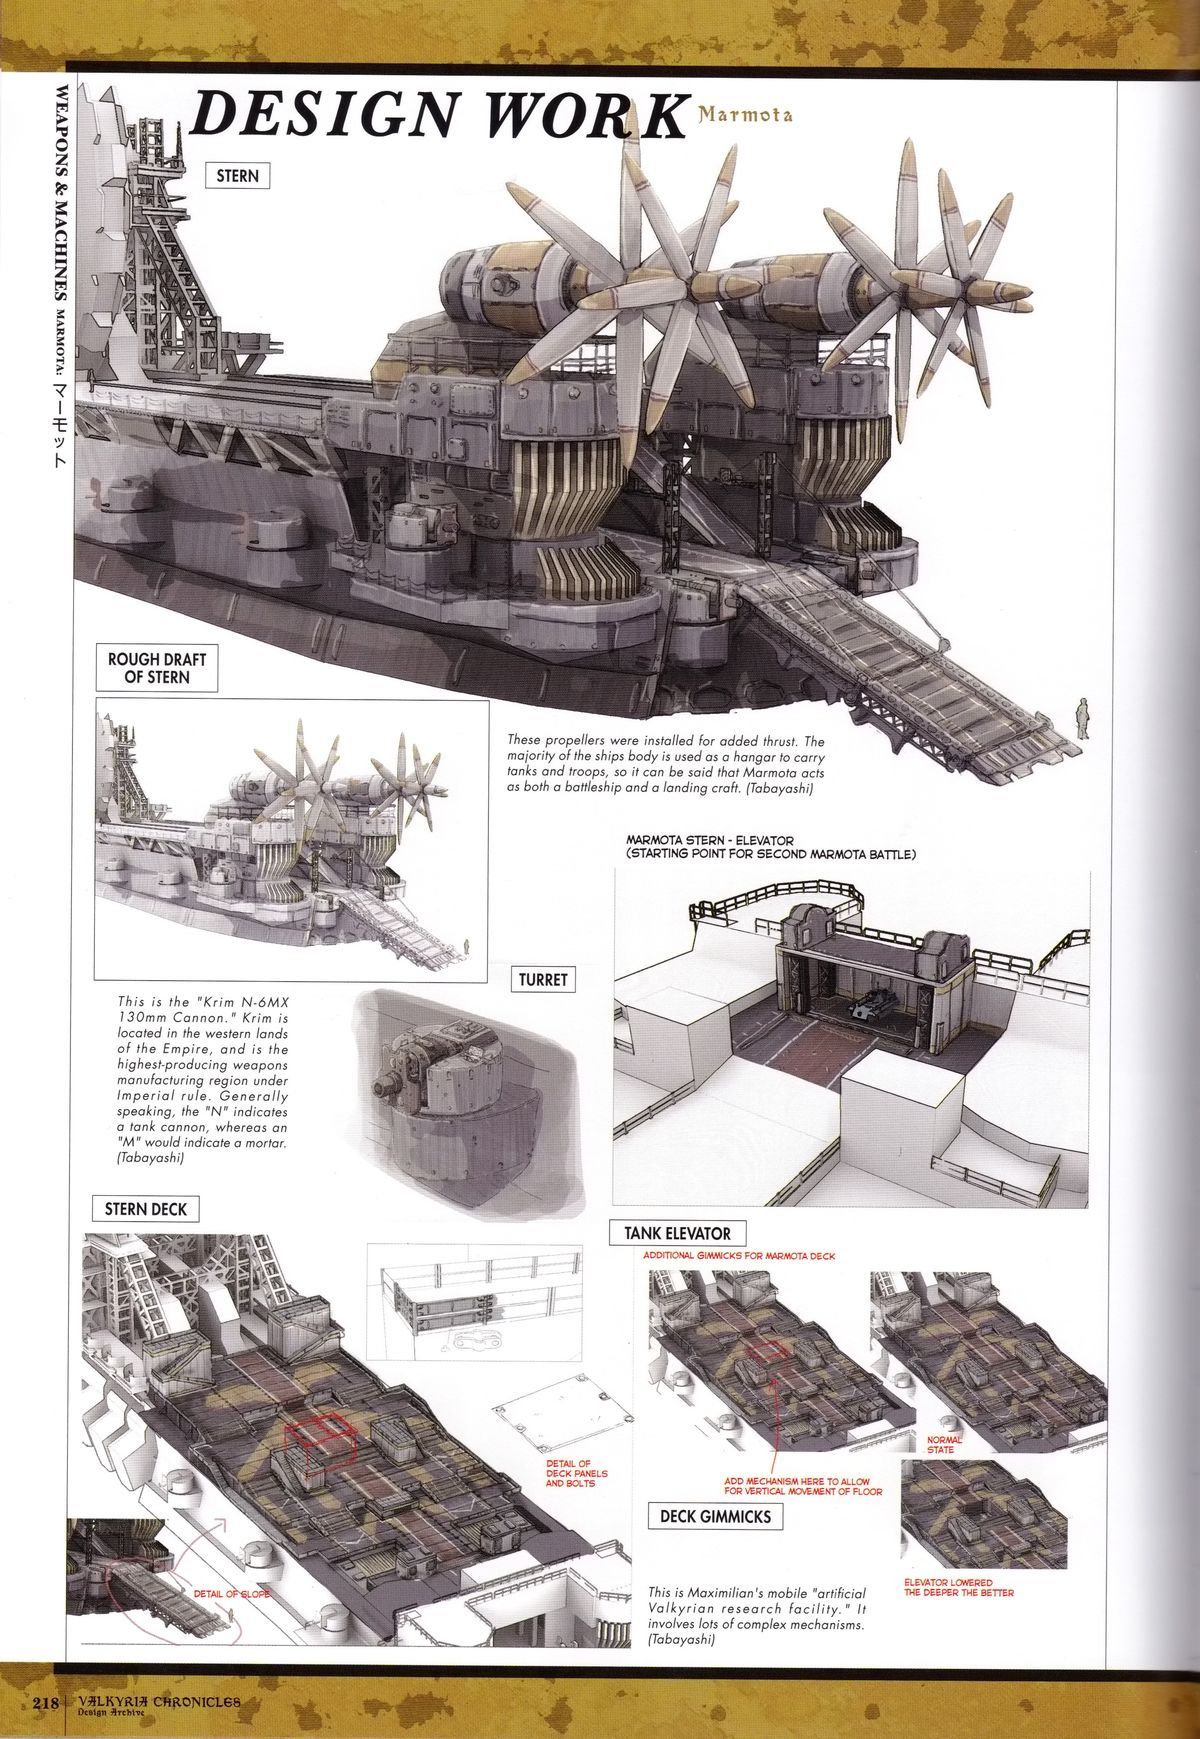 DESIGN WORK Marmota
WEAPONS & MACHINES MARMOTA: マーモット
STERN
ROUGH DRAFT
OF STERN
These propellers were installed for added thrust. The
majority of the ships body is used as a hangar to carry
tanks and troops, so it can be said that Marmota acts
as both a battleship and a landing craft. (Tabayashi)
MARMOTA STERN - ELEVATOR
(STARTING POINT FOR SECOND MARMOTA BATTLE)
TURRET
This is the "Krim N-6MX
130mm Cannon." Krim is
located in the western lands
of the Empire, and is the
highest-producing weapons
manufacturing region under
Imperial rule. Generally
speaking, the "N" indicates
a tank cannon, whereas an
"M" would indicate a mortar.
(Tabayashi)
STERN DECK
DETAIL OF
DECK PANELS
AND BOLTS
DETAIL OF SLOPE
TANK ELEVATOR
ADDITIONAL GIMMICKS FOR MARMOTA DECK
NORMAL
STATE
ADD MECHANISM HERE TO ALLOW
FOR VERTICAL MOVEMENT OF FLOOR
DECK GIMMICKS
ELEVATOR LOWERED
THE DEEPER THE BETTER
This is Maximilian's mobile "artificial
Valkyrian research facility." It
involves lots of complex mechanisms.
(Tabayashi)
218 VALKYRIA CHRONICLES
Design Archive